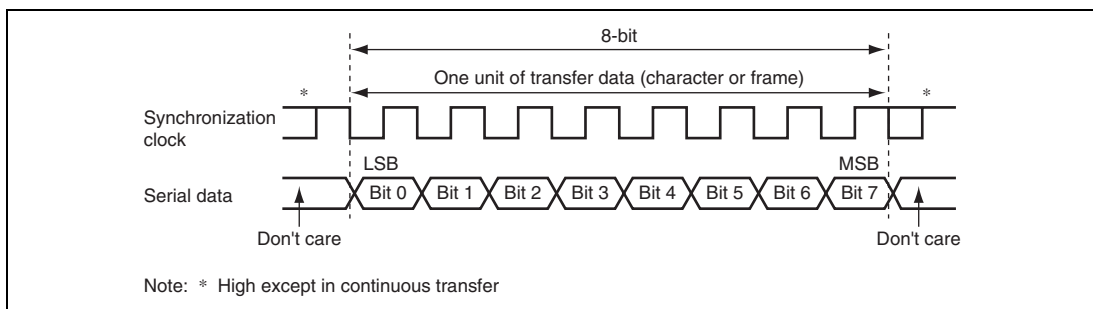 8-bit
One unit of transfer data (character or frame)
*
*
Synchronization
clock
LSB
MSB
Serial data
Bit 0
Bit 1
Bit 2
Bit 3
Bit 4
Bit 5
Bit 6
Bit 7
Don't care
Don't care
Note: * High except in continuous transfer